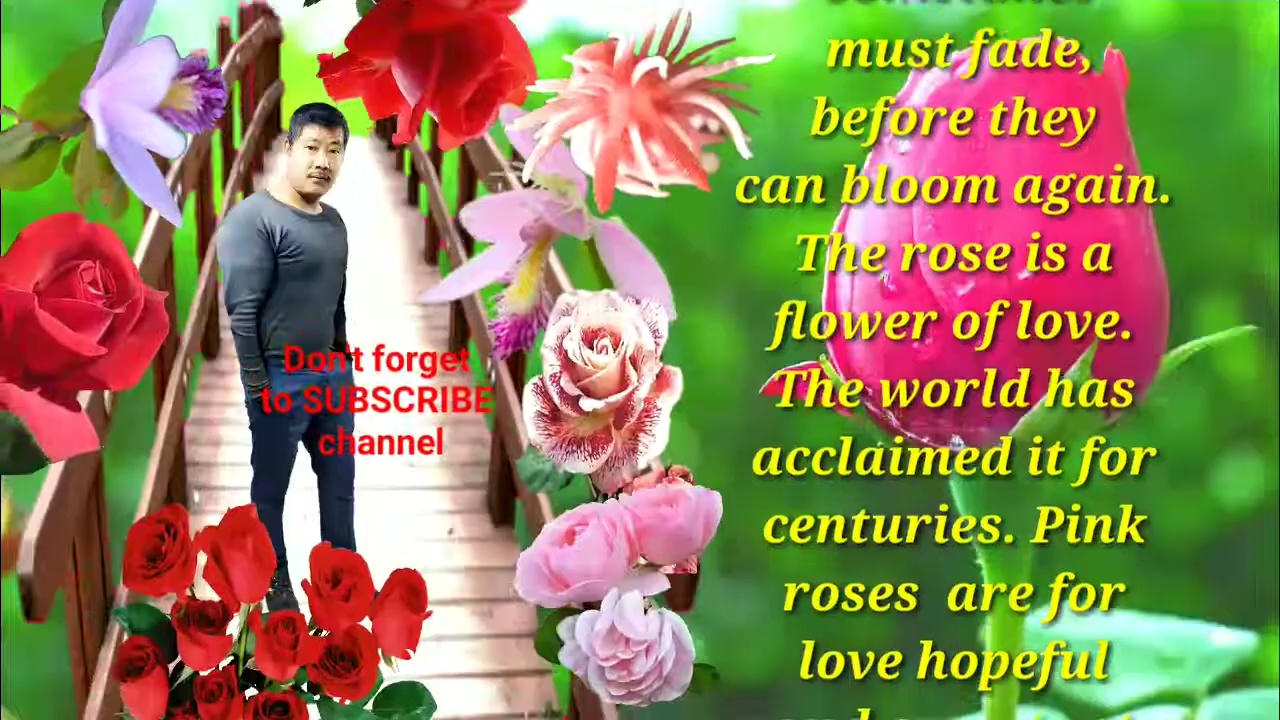 Don't forget
to SUBSCRIBE
channel
must fade,
before they
can bloom again.
The rose is a
flower of love.
The world has
acclaimed it for
centuries. Pink
roses are for
love hopeful